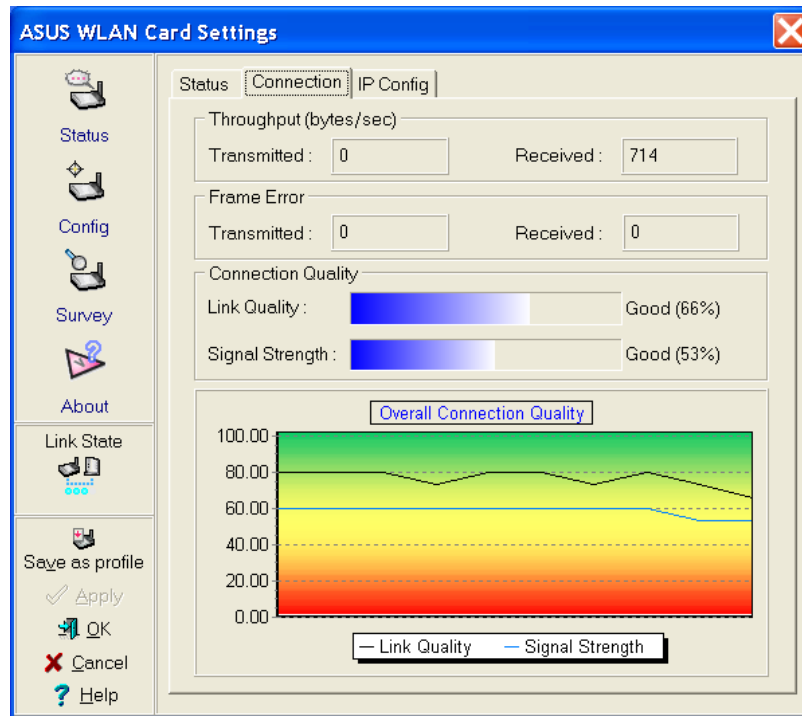 ASUS WLAN Card Settings
Status
Config
Survey
About
Link State
Save as profile
Apply
OK
Cancel
Help
Status Connection IP Config
Throughput (bytes/sec)
Transmitted : 0 Received : 714
Frame Error
Transmitted : 0 Received : 0
Connection Quality
Link Quality : Good (66%)
Signal Strength : Good (53%)
Overall Connection Quality
100.00
80.00
60.00
40.00
20.00
0.00
Link Quality Signal Strength